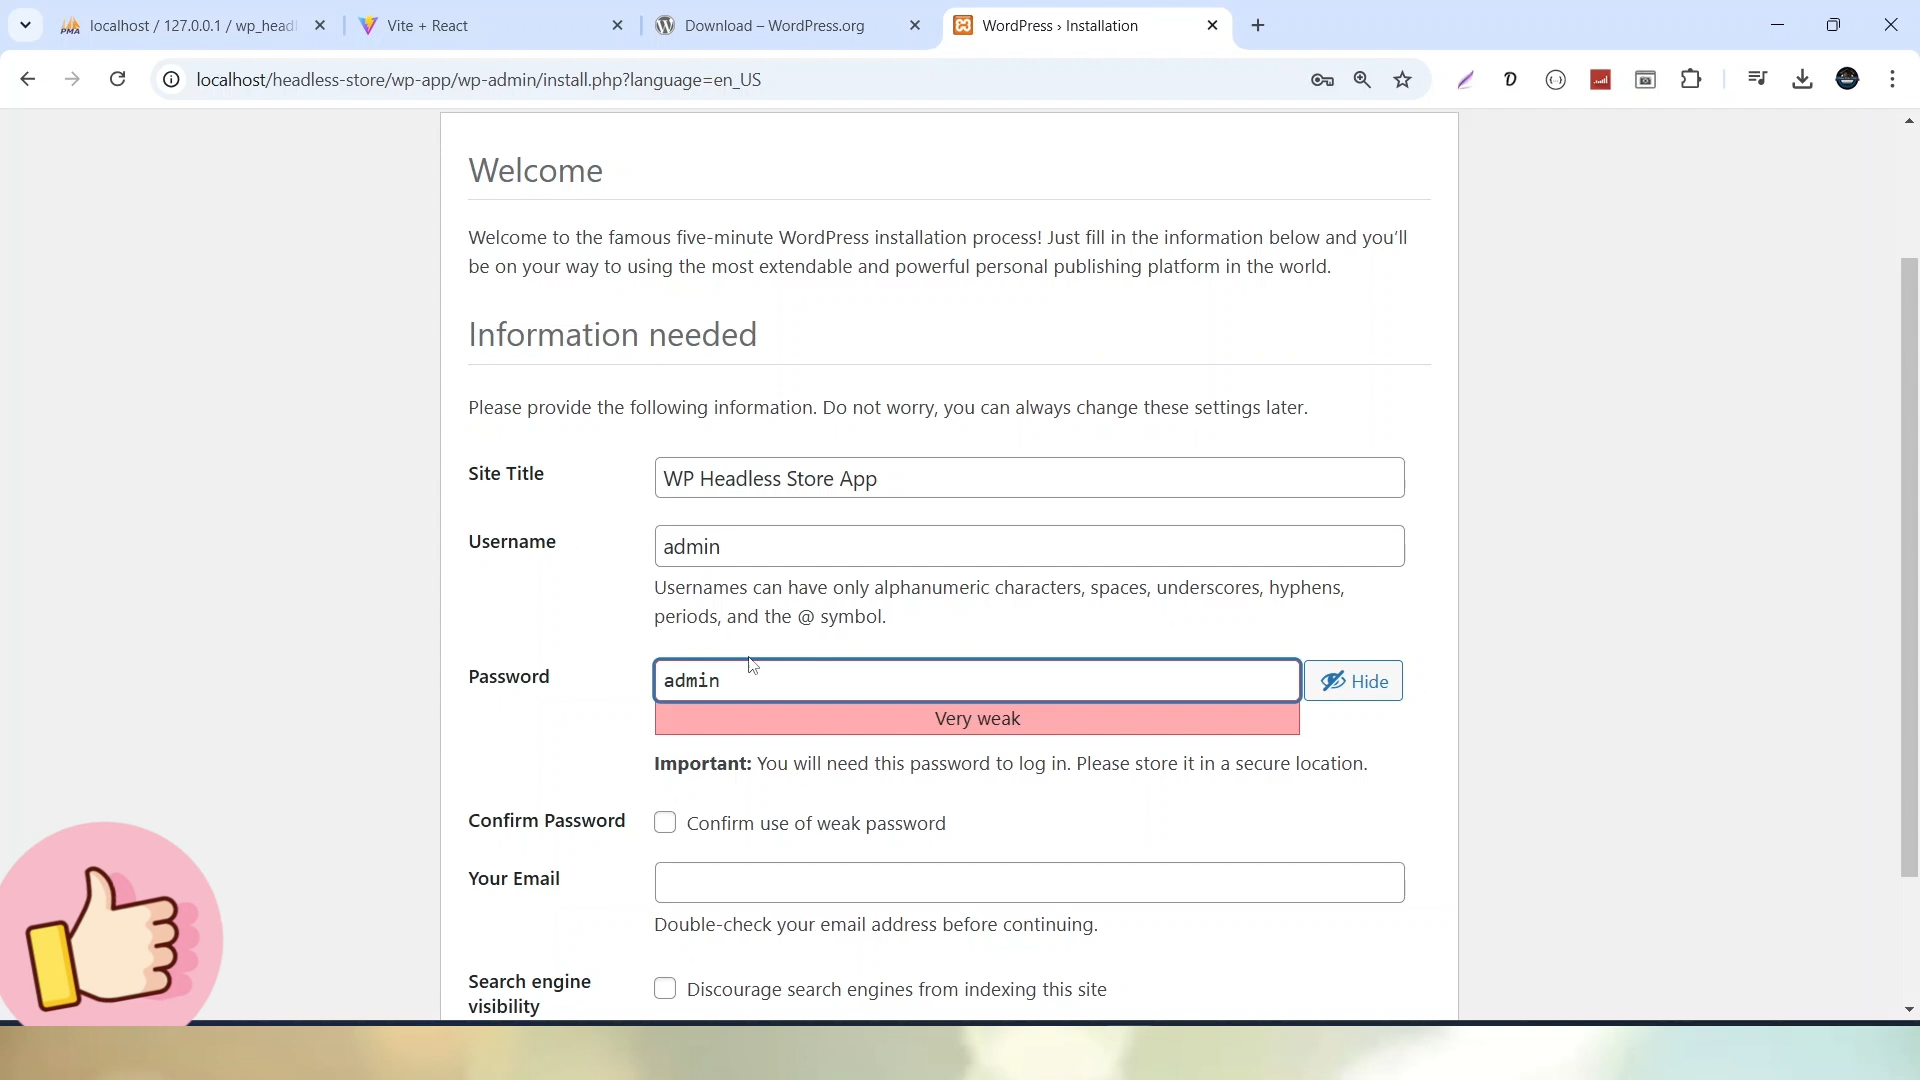 localhost / 127.0.0.1 / wp_headl
Vite + React
Download – WordPress.org
WordPress › Installation
localhost/headless-store/wp-app/wp-admin/install.php?language=en_US
Welcome
Welcome to the famous five-minute WordPress installation process! Just fill in the information below and you'll
be on your way to using the most extendable and powerful personal publishing platform in the world.
Information needed
Please provide the following information. Do not worry, you can always change these settings later.
Site Title
WP Headless Store App
Username
admin
Usernames can have only alphanumeric characters, spaces, underscores, hyphens,
periods, and the @ symbol.
Password
admin
Hide
Very weak
Important: You will need this password to log in. Please store it in a secure location.
Confirm Password
Confirm use of weak password
Your Email
Double-check your email address before continuing.
Search engine
visibility
Discourage search engines from indexing this site